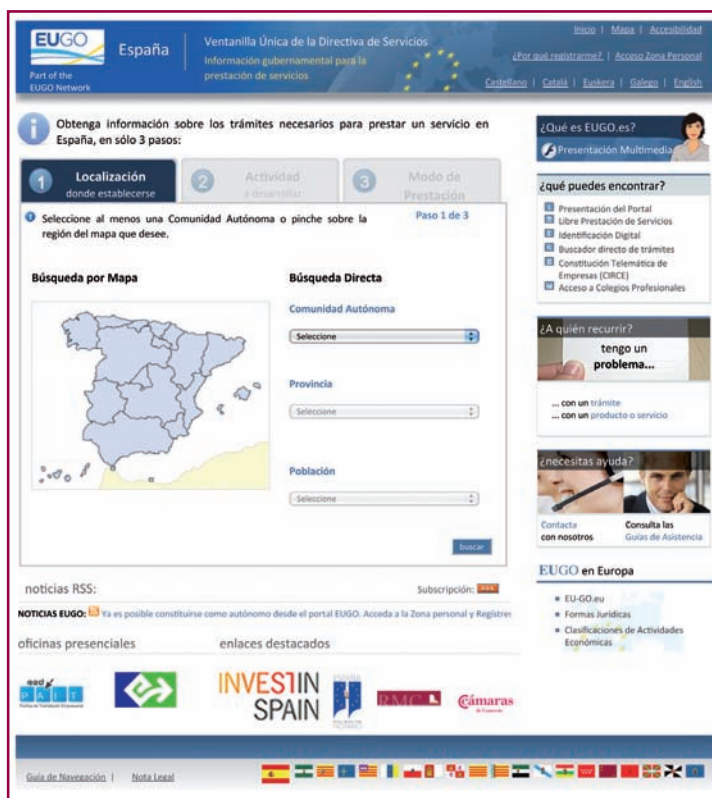 EUGO
España
Part of the
EUGO Network
Ventanilla Única de la Directiva de Servicios
Información gubernamental para la
prestación de servicios
Inicio | Mapa | Accesibilidad
¿Por qué registrarme? | Acceso Zona Personal
Castellano | Catalá | Euskera | Galego | English
i
Obtenga información sobre los trámites necesarios para prestar un servicio en
España, en sólo 3 pasos:
1 Localización
donde establecerse
2 Actividad
a desarrollar
3 Modo de
Prestación
Seleccione al menos una Comunidad Autónoma o pinche sobre la
región del mapa que desee.
Paso 1 de 3
Búsqueda por Mapa
Búsqueda Directa
Comunidad Autónoma
Seleccione
Provincia
Seleccione
Población
Seleccione
buscar
¿Qué es EUGO.es?
Presentación Multimedia
¿qué puedes encontrar?
Presentación del Portal
Libre Prestación de Servicios
Identificación Digital
Buscador directo de trámites
Constitución Telemática de
Empresas (CIRCE)
Acceso a Colegios Profesionales
¿A quién recurrir?
tengo un
problema...
... con un trámite
... con un producto o servicio
¿necesitas ayuda?
Contacta
con nosotros
Consulta las
Guías de Asistencia
EUGO en Europa
EU-GO.eu
Formas Jurídicas
Clasificaciones de Actividades
Económicas
noticias RSS:
Subscripción:
NOTICIAS EUGO: Ya es posible constituirse como autónomo desde el portal EUGO. Acceda a la Zona personal y Registres
oficinas presenciales
enlaces destacados
PAIT
INVEST IN
SPAIN
RMC
Cámaras
de Comercio
Guía de Navegación | Nota Legal